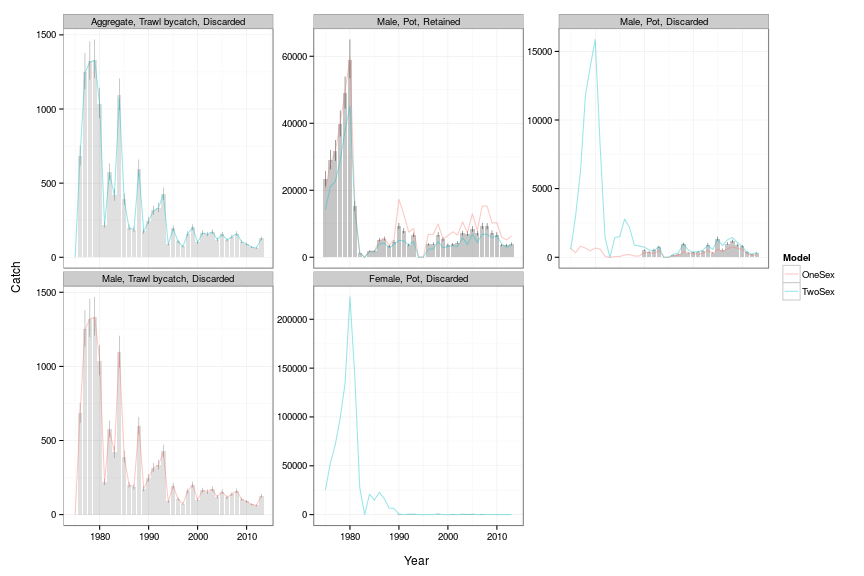 Aggregate, Trawl bycatch, Discarded
Male, Pot, Retained
Male, Pot, Discarded
1500
1000
500
0
60000
40000
20000
0
15000
10000
5000
0
Male, Trawl bycatch, Discarded
Female, Pot, Discarded
1500
1000
500
0
200000
150000
100000
50000
0
1980
1990
2000
2010
1980
1990
2000
2010
Catch
Year
Model
OneSex
TwoSex